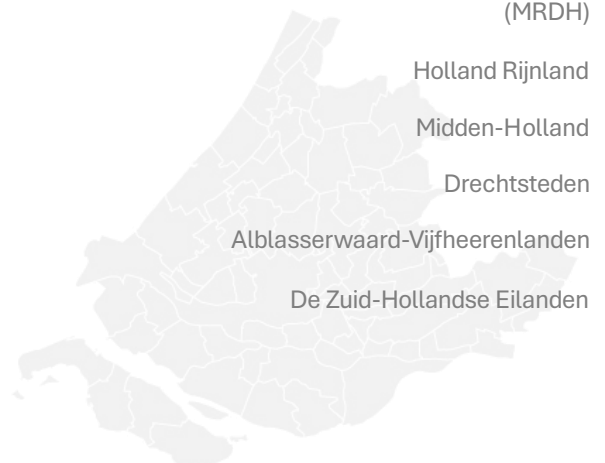 (MRDH)
Holland Rijnland
Midden-Holland
Drechtsteden
Alblasserwaard-Vijfheerenlanden
De Zuid-Hollandse Eilanden